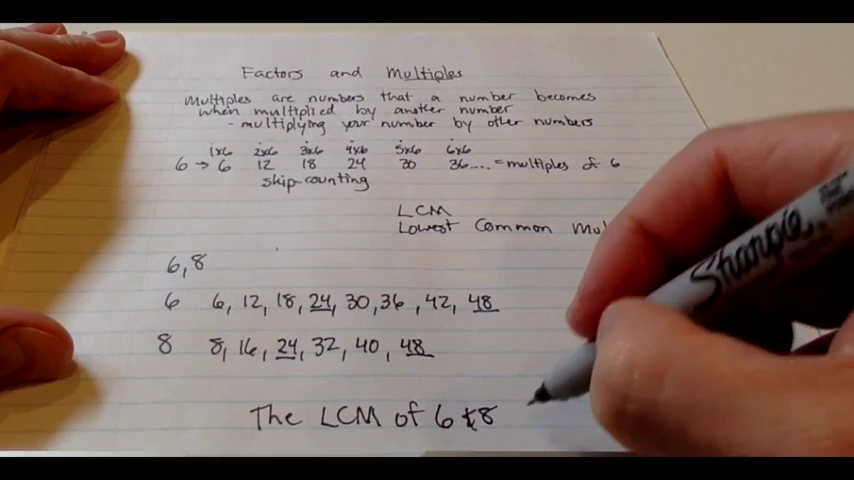 Factors and Multiples
Multiples are numbers that a number becomes
when multiplied by another number
- multiplying your number by other numbers
1x6 2x6 3x6 4x6 5x6 6x6
6 → 6 12 18 24 30 36.... = multiples of 6
skip-counting
LCM
Lowest Common Mul
6,8
6 6, 12, 18, 24, 30, 36, 42, 48
8 8, 16, 24, 32, 40, 48
The LCM of 6 & 8
Sharpie